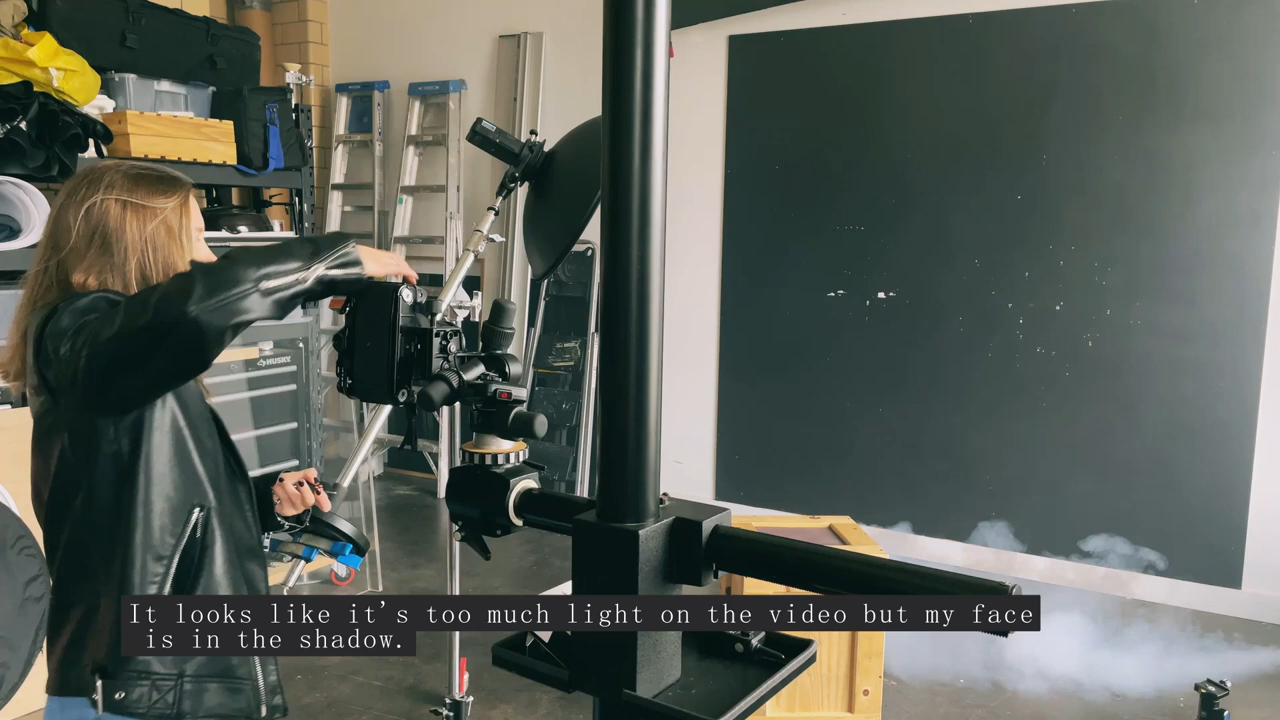 HUSKY
It looks like it's too much light on the video but my face
is in the shadow.